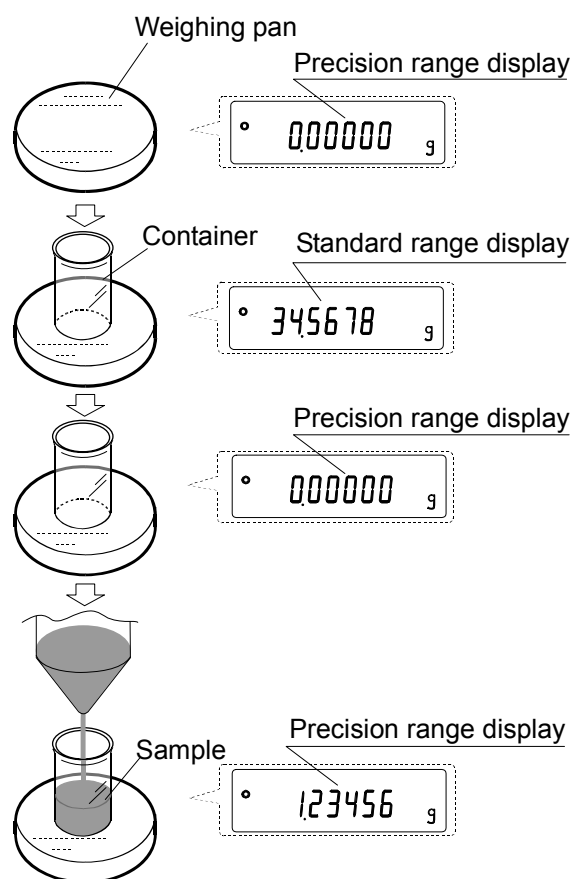 Weighing pan
Precision range display
0.00000 g
Container
Standard range display
34.5678 g
Precision range display
0.00000 g
Precision range display
Sample
1.23456 g